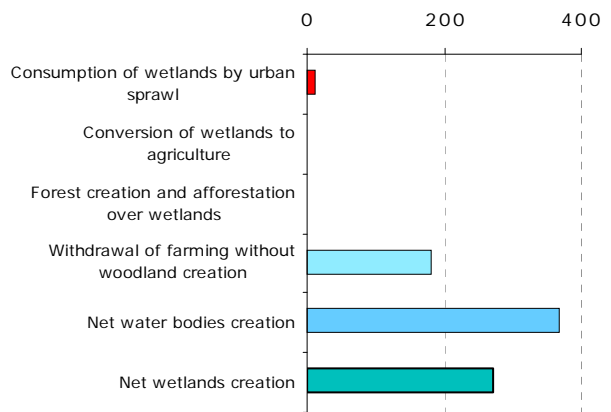 0 200 400
Consumption of wetlands by urban
sprawl
Conversion of wetlands to
agriculture
Forest creation and afforestation
over wetlands
Withdrawal of farming without
woodland creation
Net water bodies creation
Net wetlands creation